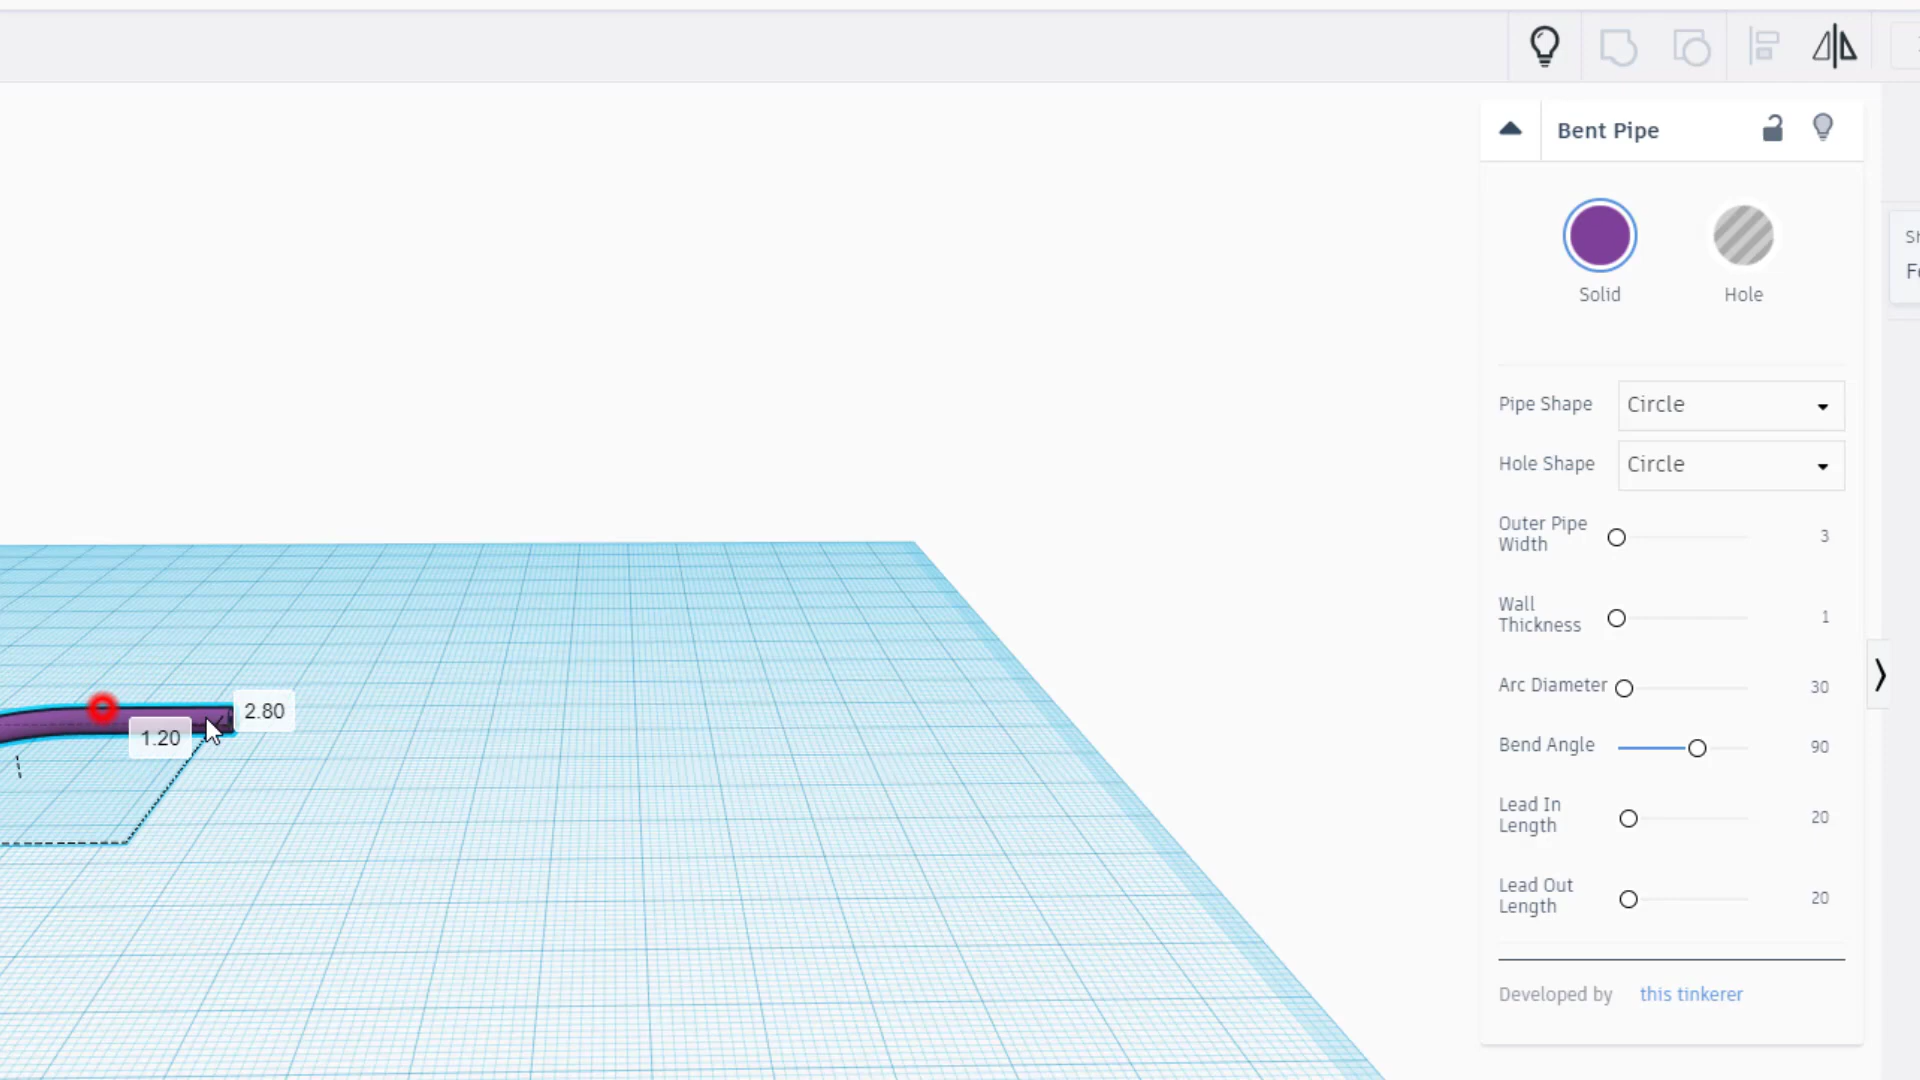 Bent Pipe
Solid
Hole
Pipe Shape Circle
Hole Shape Circle
Outer Pipe
Width 3
Wall
Thickness 1
Arc Diameter 30
Bend Angle 90
Lead In
Length 20
Lead Out
Length 20
Developed by this tinkerer
2.80
1.20